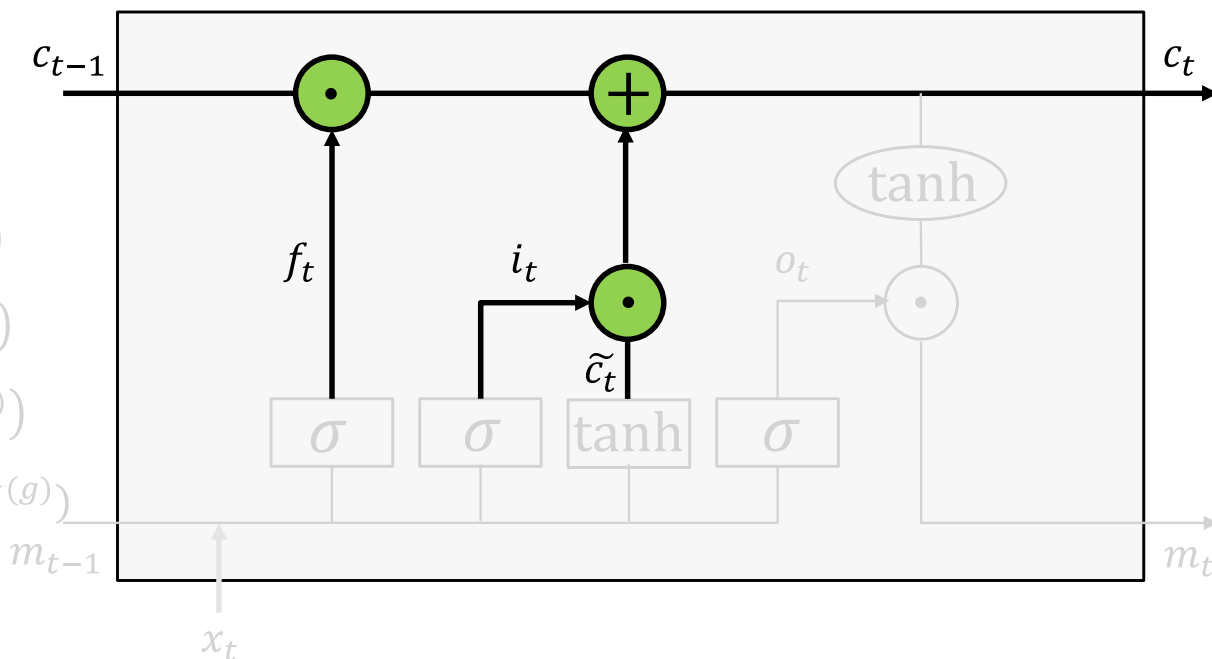 c_{t−1} c_t
+
tanh
f_t i_t o_t
)
)
c̃_t
)
σ σ tanh σ
(g))
m_{t−1} m_t
x_t